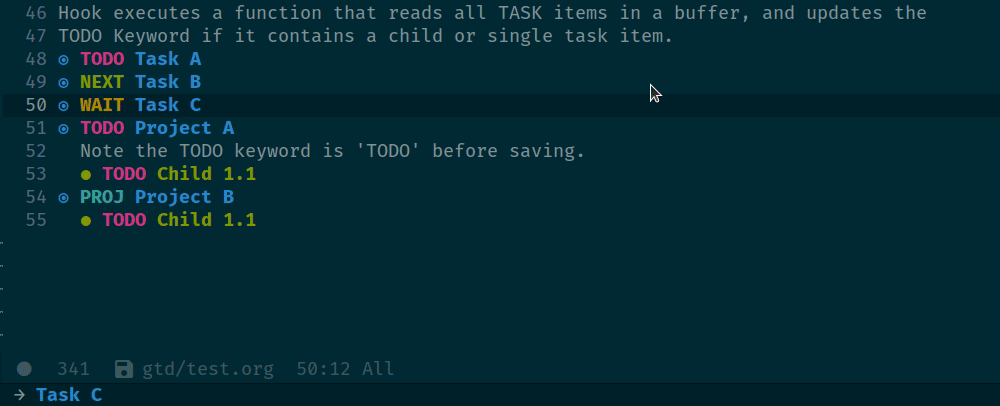 46 Hook executes a function that reads all TASK items in a buffer, and updates the
47 TODO Keyword if it contains a child or single task item.
48 TODO Task A
49 NEXT Task B
50 WAIT Task C
51 TODO Project A
52 Note the TODO keyword is 'TODO' before saving.
53 ● TODO Child 1.1
54 PROJ Project B
55 ● TODO Child 1.1
● 341 gtd/test.org 50:12 All
→ Task C